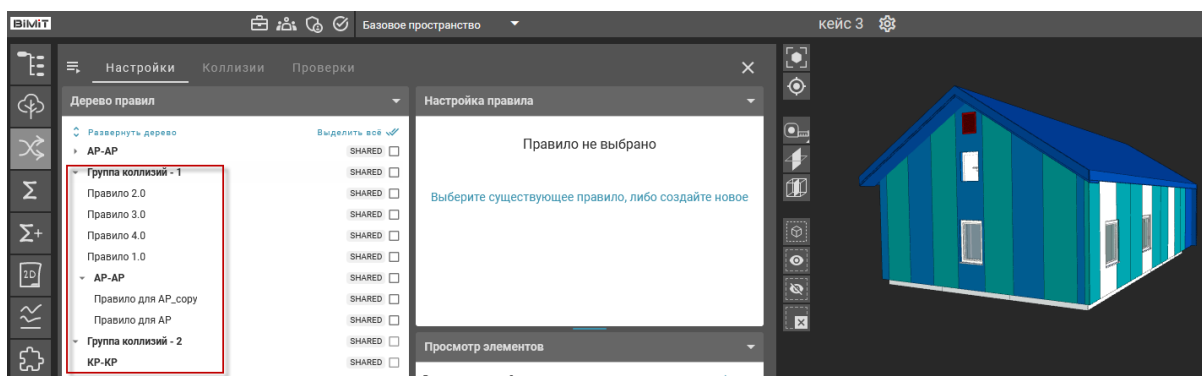 BiMiT
Базовое пространство
кейс 3
Настройки Коллизии Проверки
Дерево правил
Развернуть дерево Выделить всё
АР-АР SHARED
Группа коллизий - 1 SHARED
Правило 2.0 SHARED
Правило 3.0 SHARED
Правило 4.0 SHARED
Правило 1.0 SHARED
АР-АР SHARED
Правило для АР_copy SHARED
Правило для АР SHARED
Группа коллизий - 2 SHARED
КР-КР SHARED
Настройка правила
Правило не выбрано
Выберите существующее правило, либо создайте новое
Просмотр элементов
2D